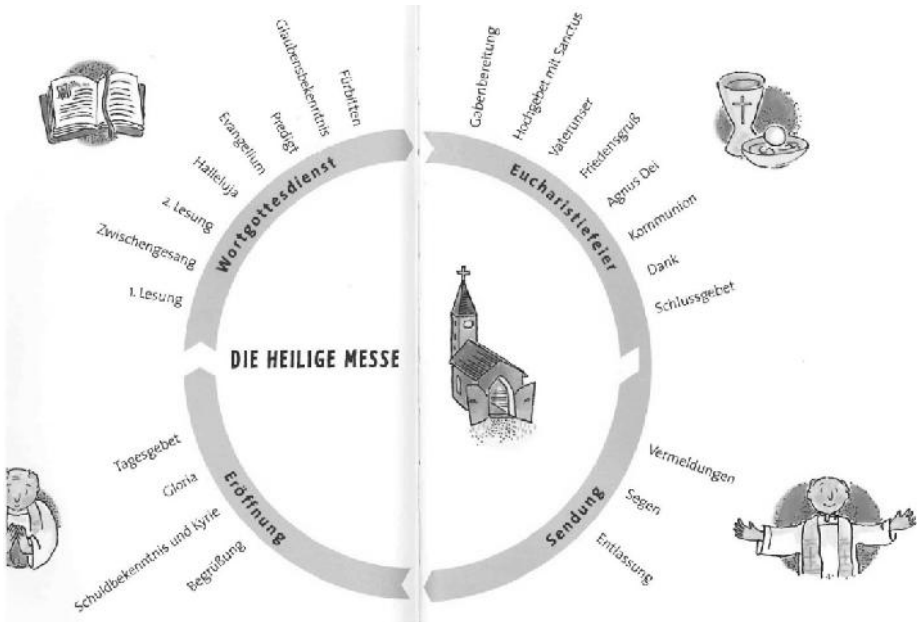 DIE HEILIGE MESSE
Eröffnung
Begrüßung
Schuldbekenntnis und Kyrie
Gloria
Tagesgebet
Wortgottesdienst
1. Lesung
Zwischengesang
2. Lesung
Halleluja
Evangelium
Predigt
Glaubensbekenntnis
Fürbitten
Eucharistiefeier
Gabenbereitung
Hochgebet mit Sanctus
Vaterunser
Friedensgruß
Agnus Dei
Kommunion
Dank
Schlussgebet
Sendung
Vermeldungen
Segen
Entlassung